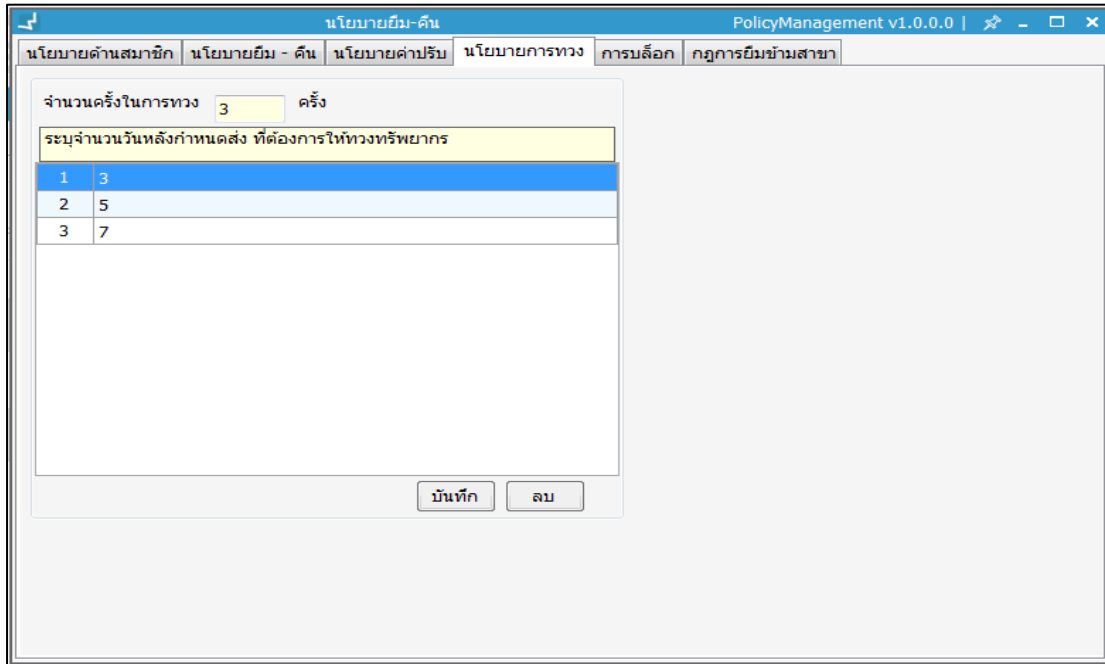 นโยบายยืม-คืน PolicyManagement v1.0.0.0 |
นโยบายด้านสมาชิก นโยบายยืม - คืน นโยบายค่าปรับ นโยบายการทวง การบล็อก กฎการยืมข้ามสาขา
จำนวนครั้งในการทวง 3 ครั้ง
ระบุจำนวนวันหลังกำหนดส่ง ที่ต้องการให้ทวงทรัพยากร
1 3
2 5
3 7
บันทึก ลบ